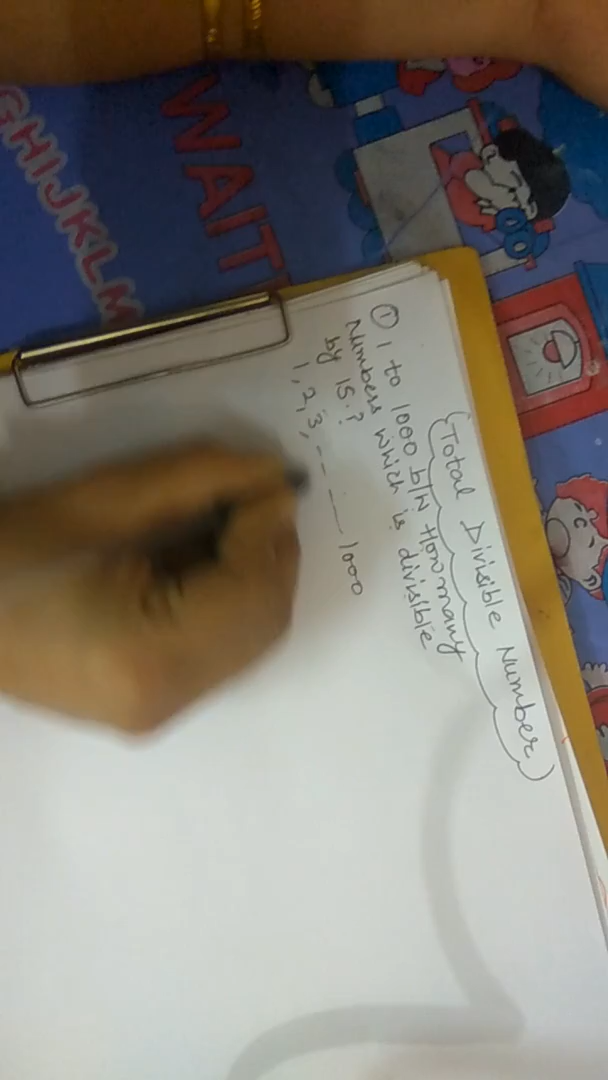 (Total Divisible Number)
① 1 to 1000 b/w How many
Numbers which is divisible
by 15.?
1, 2, 3, - - - — 1000
WAIT
GHIJKLM